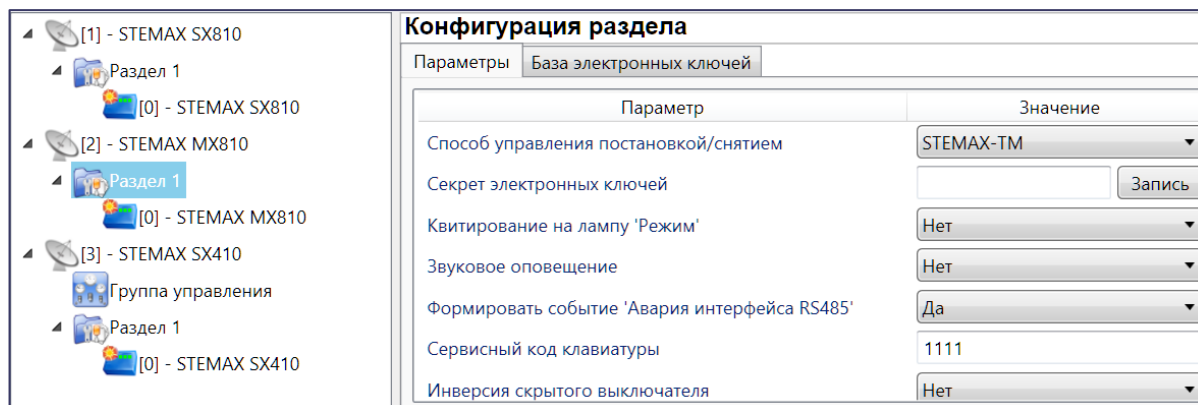 [1] - STEMAX SX810
Раздел 1
[0] - STEMAX SX810
[2] - STEMAX MX810
Раздел 1
[0] - STEMAX MX810
[3] - STEMAX SX410
Группа управления
Раздел 1
[0] - STEMAX SX410
Конфигурация раздела
Параметры База электронных ключей
Параметр Значение
Способ управления постановкой/снятием STEMAX-TM
Секрет электронных ключей Запись
Квитирование на лампу 'Режим' Нет
Звуковое оповещение Нет
Формировать событие 'Авария интерфейса RS485' Да
Сервисный код клавиатуры 1111
Инверсия скрытого выключателя Нет